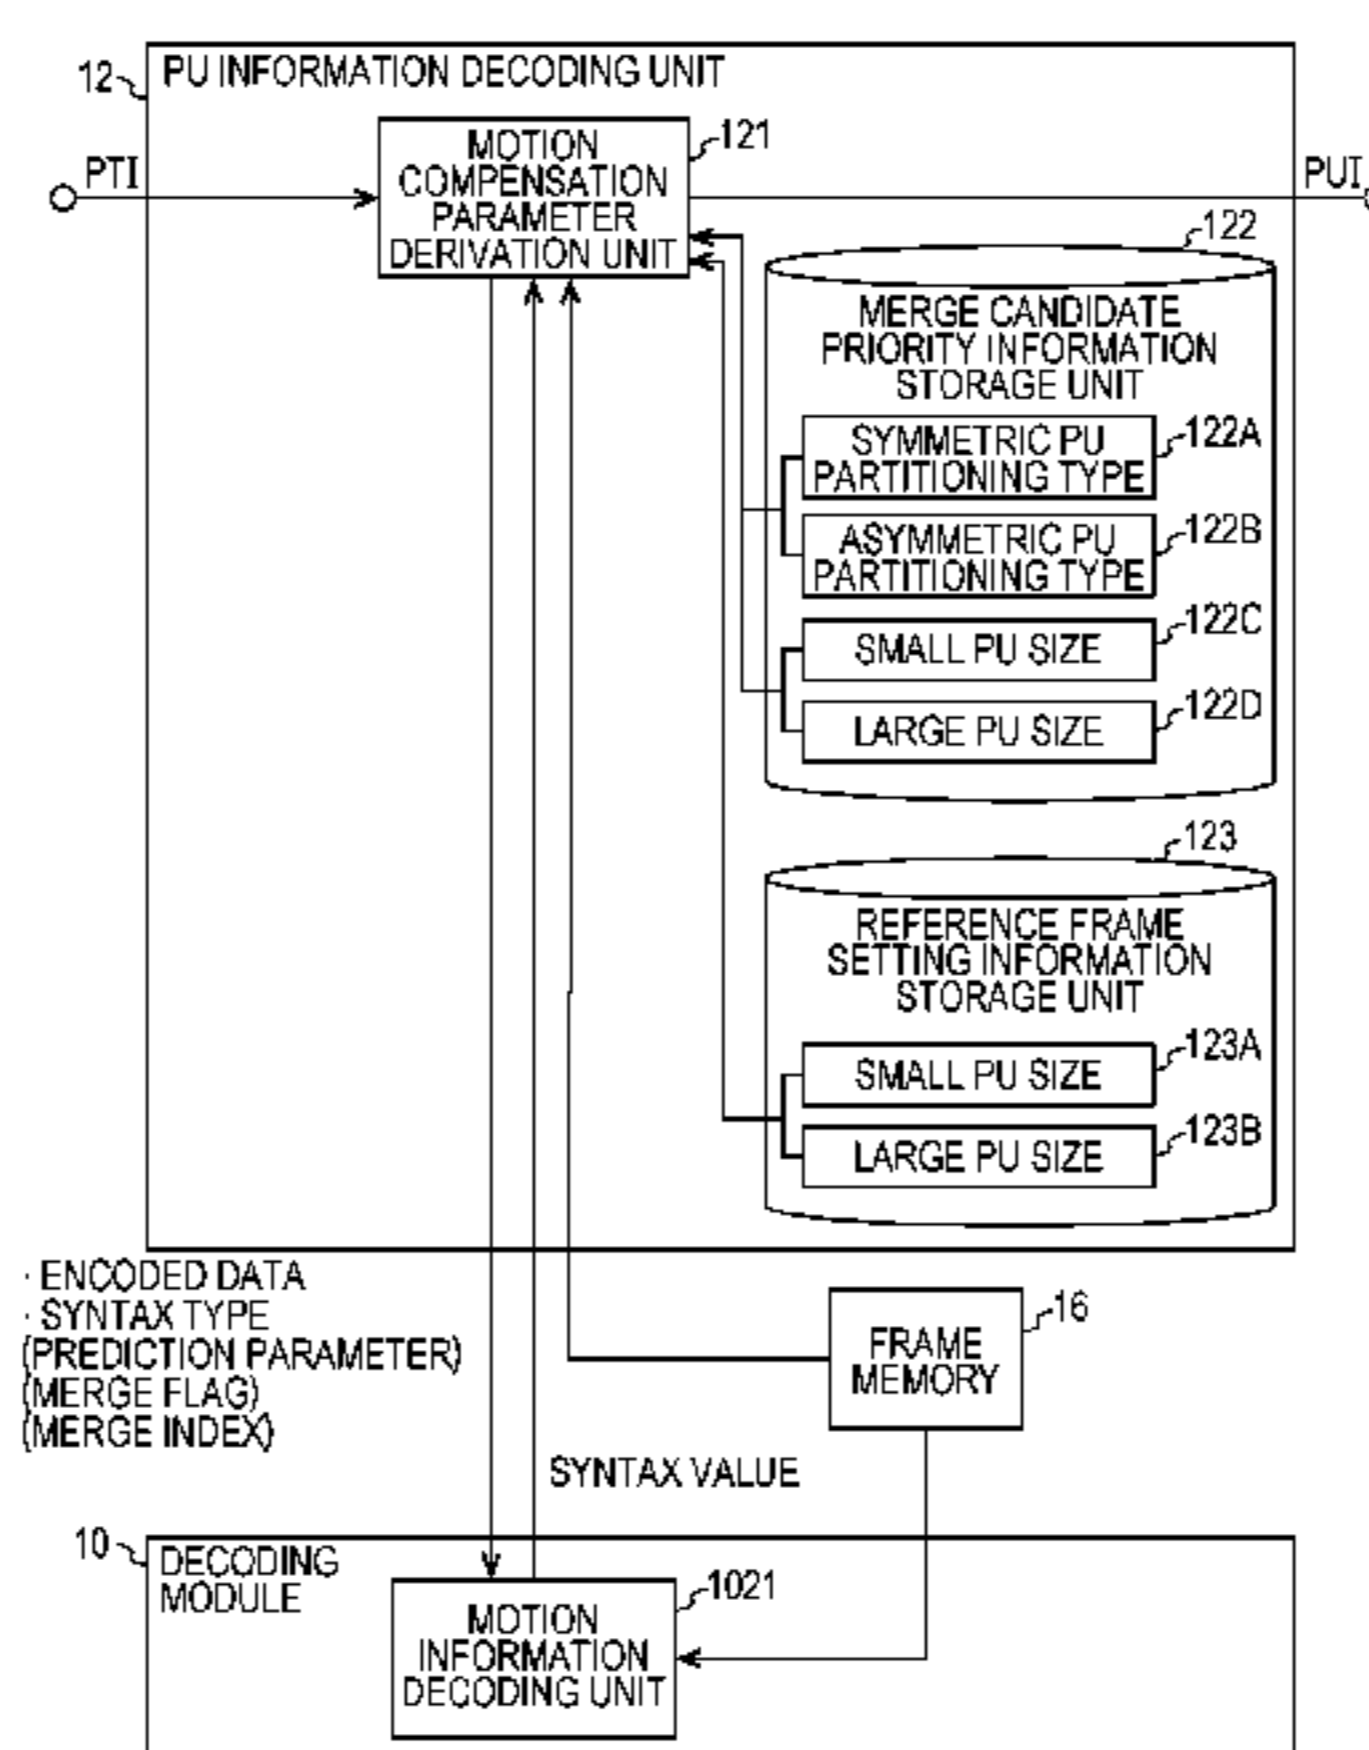 12
PU INFORMATION DECODING UNIT
PTI
MOTION
COMPENSATION
PARAMETER
DERIVATION UNIT
121
PUI
122
MERGE CANDIDATE
PRIORITY INFORMATION
STORAGE UNIT
SYMMETRIC PU
PARTITIONING TYPE
122A
ASYMMETRIC PU
PARTITIONING TYPE
122B
SMALL PU SIZE
122C
LARGE PU SIZE
122D
123
REFERENCE FRAME
SETTING INFORMATION
STORAGE UNIT
SMALL PU SIZE
123A
LARGE PU SIZE
123B
· ENCODED DATA
· SYNTAX TYPE
(PREDICTION PARAMETER)
(MERGE FLAG)
(MERGE INDEX)
FRAME
MEMORY
16
SYNTAX VALUE
10
DECODING
MODULE
MOTION
INFORMATION
DECODING UNIT
1021